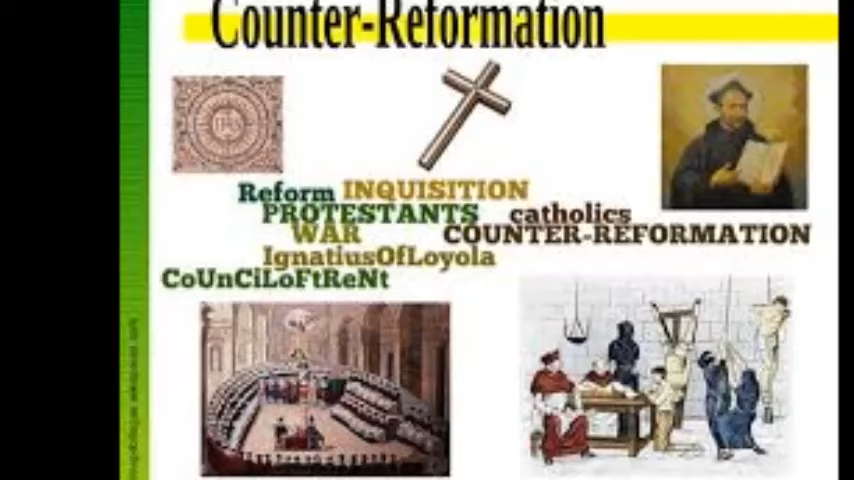 Counter-Reformation
Reform INQUISITION
PROTESTANTS catholics
WAR COUNTER-REFORMATION
IgnatiusOfLoyola
CoUnCiLoFtReNt